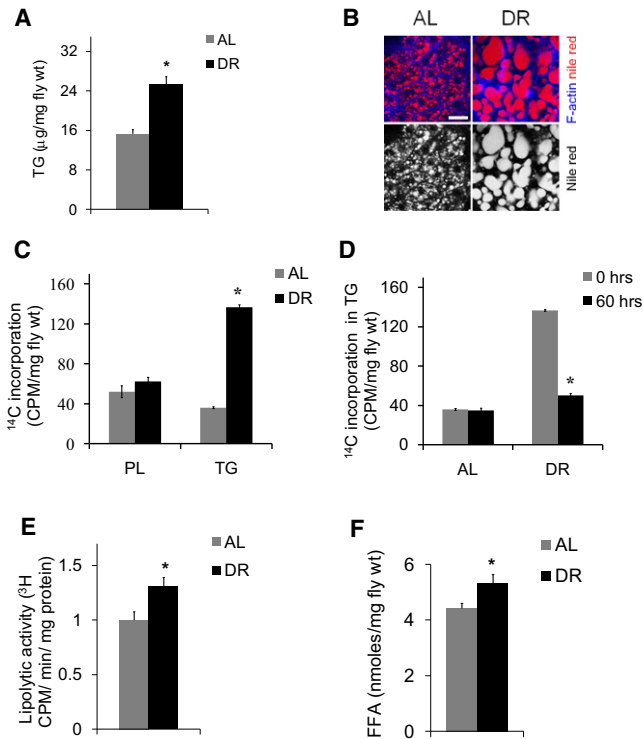 A
AL
DR
TG (µg/mg fly wt)
32
24
16
8
0
*
B
AL
DR
F-actin nile red
Nile red
C
AL
DR
¹⁴C incorporation
(CPM/mg fly wt)
160
120
80
40
0
*
PL
TG
D
0 hrs
60 hrs
¹⁴C incorporation in TG
(CPM/mg fly wt)
160
120
80
40
0
*
AL
DR
E
AL
DR
Lipolytic activity (³H
CPM/ min/ mg protein)
1.5
1
0.5
0
*
F
AL
DR
FFA (nmoles/mg fly wt)
6
4
2
0
*